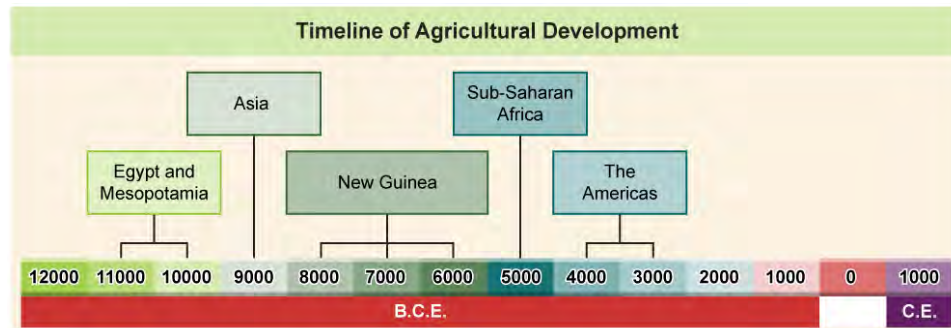 Timeline of Agricultural Development
Asia
Sub-Saharan
Africa
Egypt and
Mesopotamia
New Guinea
The
Americas
12000 11000 10000 9000 8000 7000 6000 5000 4000 3000 2000 1000 0 1000
B.C.E. C.E.